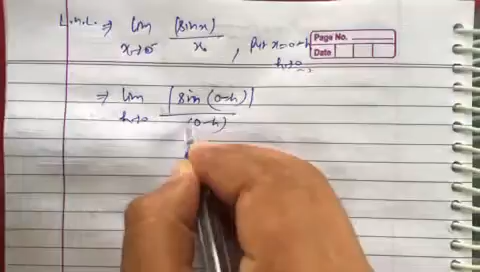 L.H.L. ⇒ lim |sinx| / x , Put x=0-h
x→0⁻ h→0
Page No.
Date
⇒ lim |sin(0-h)| / (0-h)
h→0